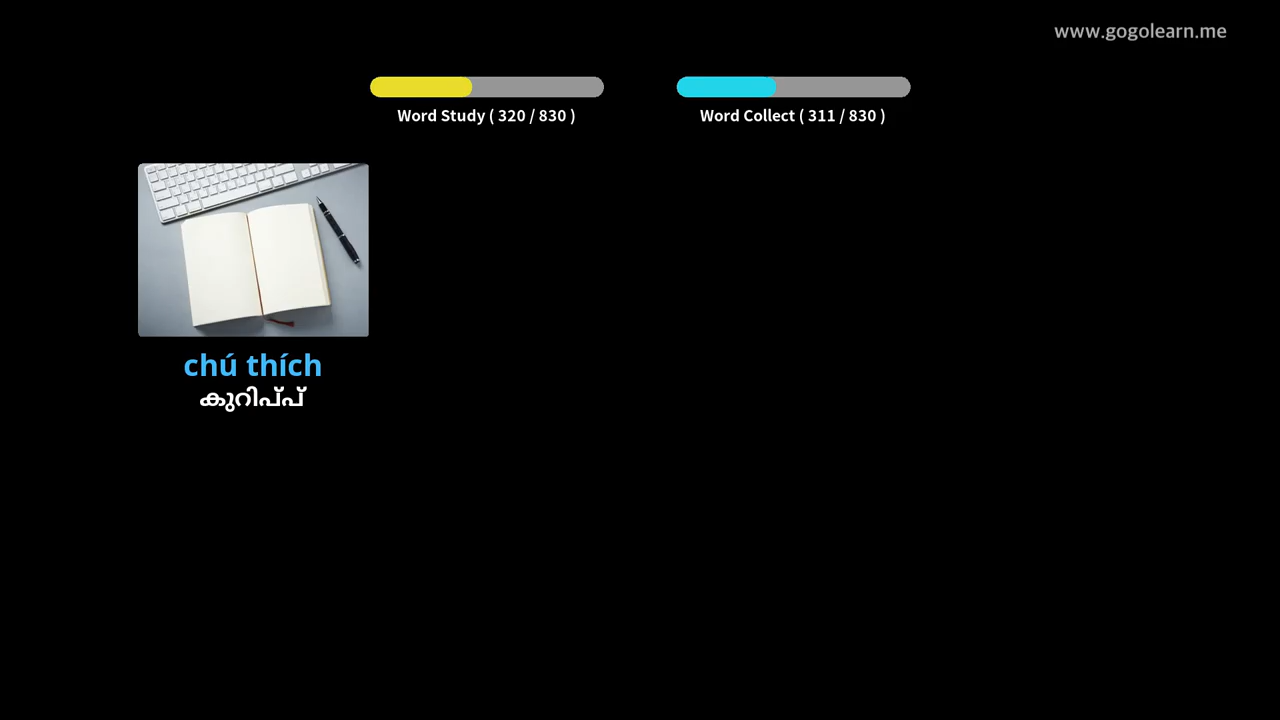 www.gogolearn.me
Word Study ( 320 / 830 )
Word Collect ( 311 / 830 )
chú thích
കുറിപ്പ്